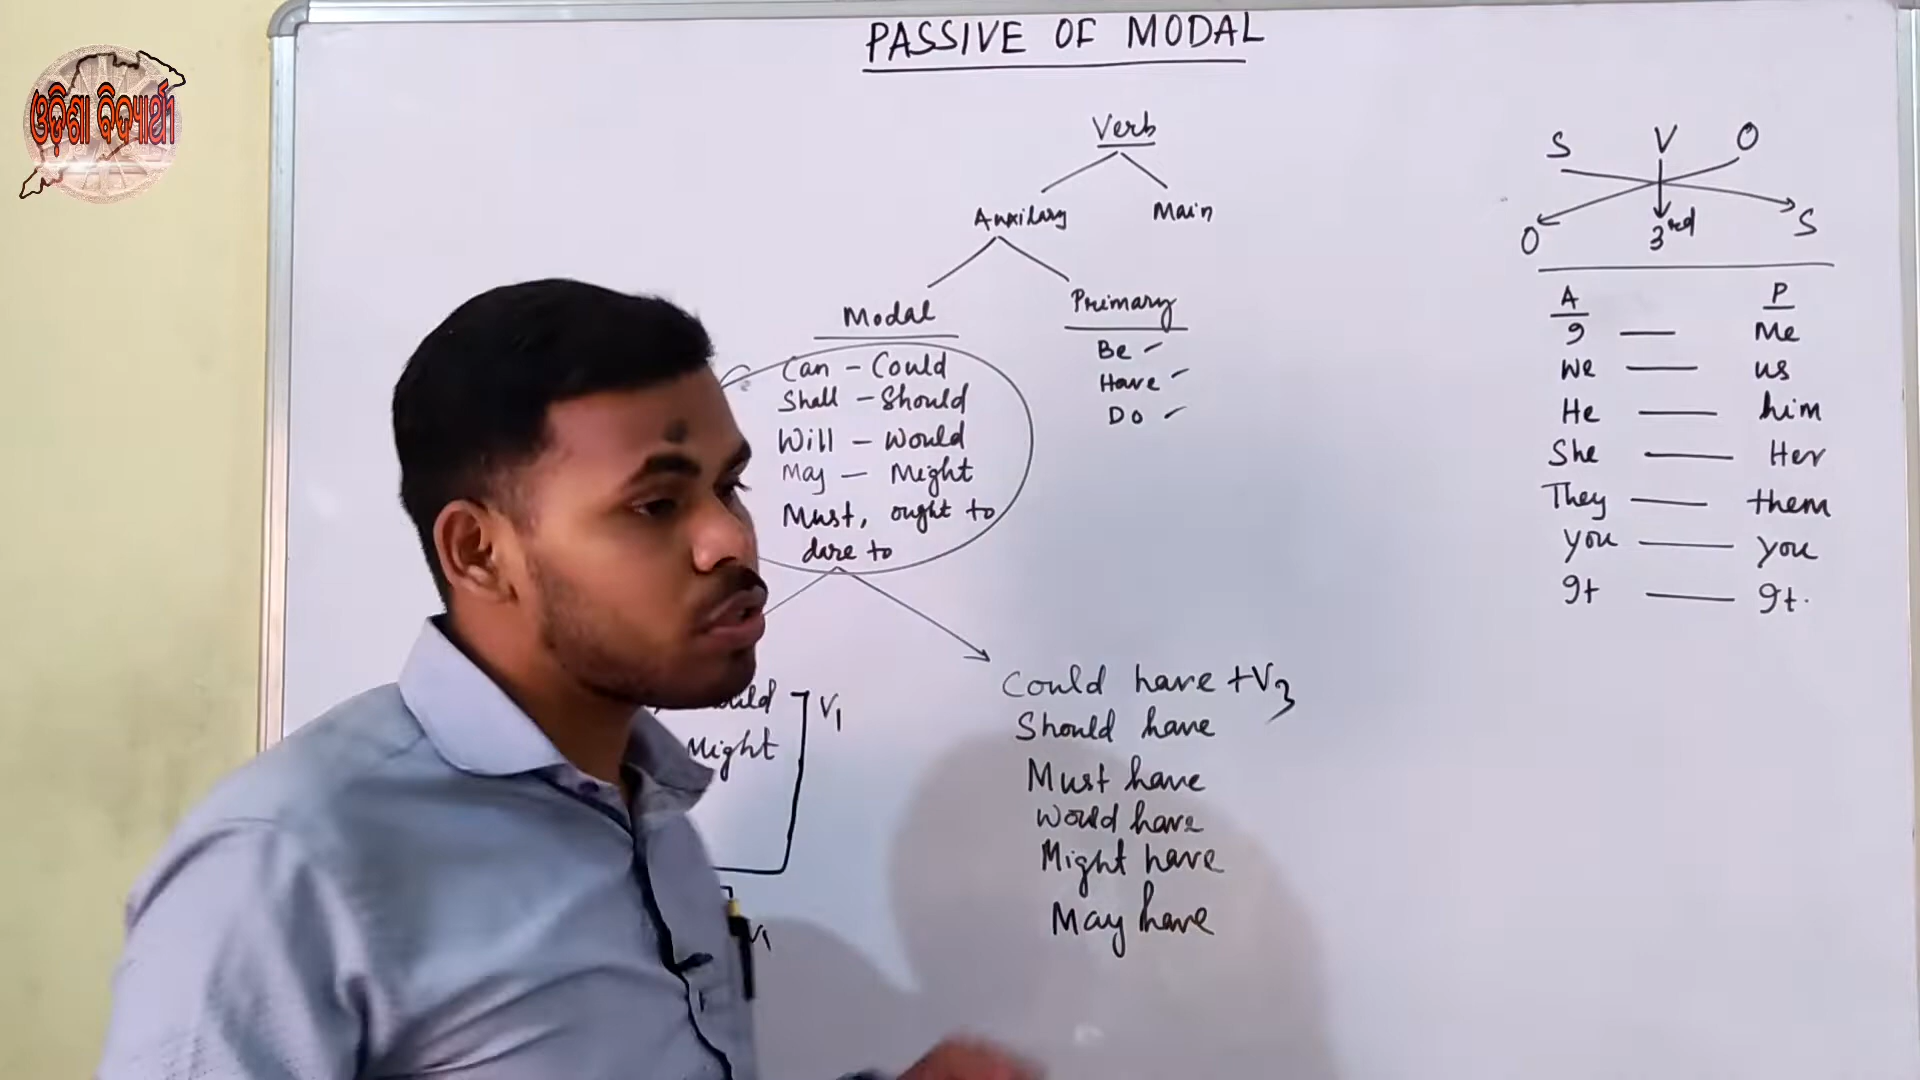 ଓଡ଼ିଶା ବିଦ୍ୟାର୍ଥୀ
PASSIVE OF MODAL
Verb
Auxilary Main
Modal Primary
Can - Could
Shall - Should
Will - Would
May - Might
Must, ought to
dare to
Be
Have
Do
Might
V1
V1
Could have + V3
Should have
Must have
Would have
Might have
May have
S V O
O 3rd S
A P
I — Me
We — us
He — him
She — Her
They — them
you — you
It — It.